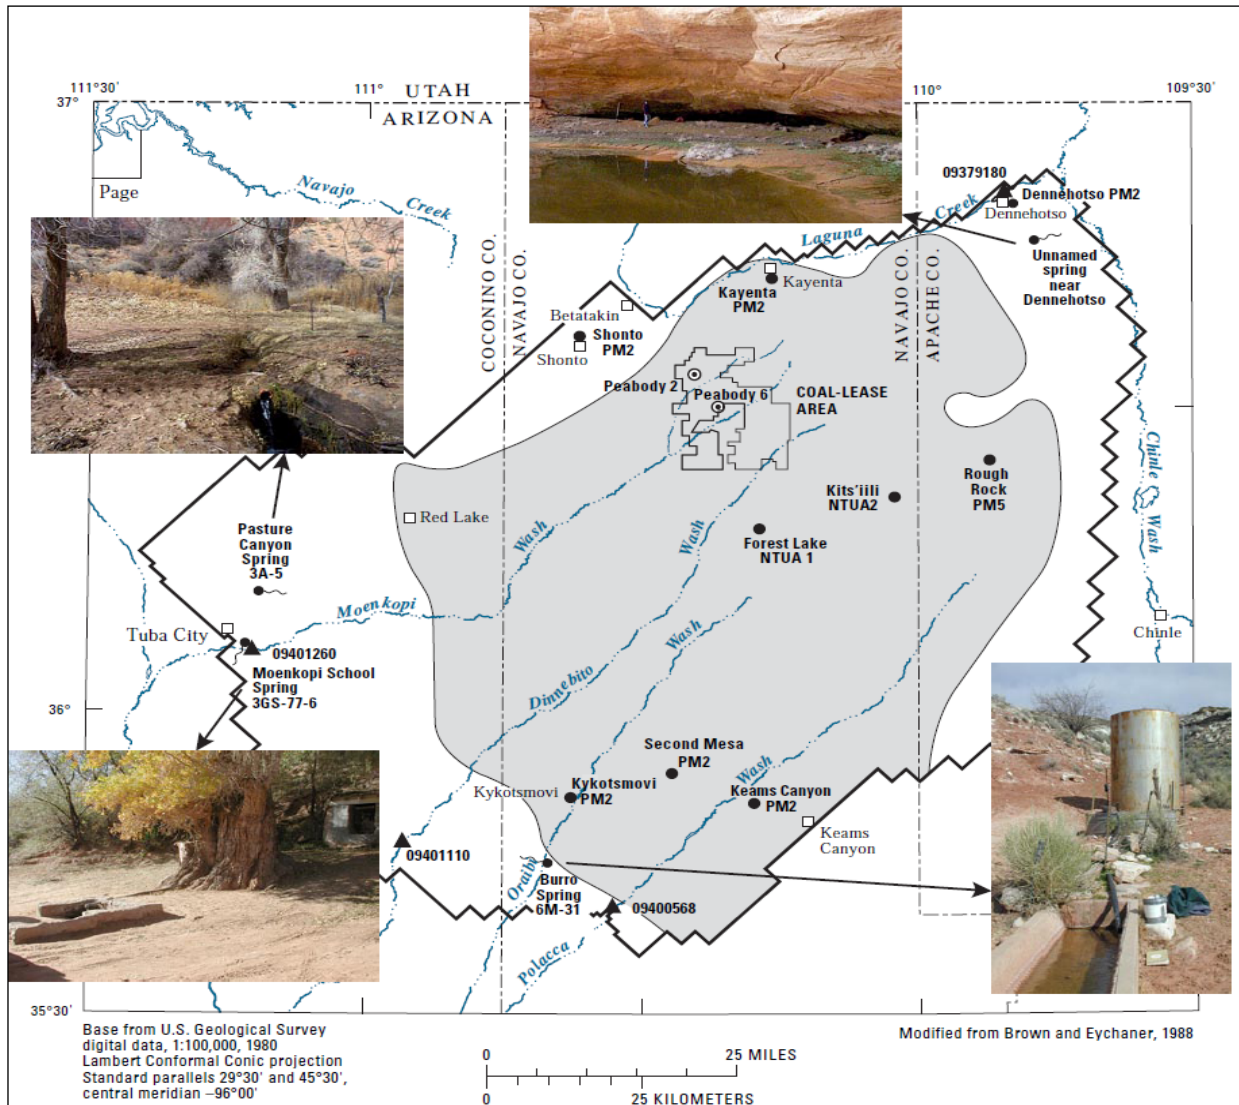 111°30'
111°
UTAH
ARIZONA
110°
109°30'
37°
Page
Navajo
Creek
COCONINO CO.
NAVAJO CO.
NAVAJO CO.
APACHE CO.
Laguna
Creek
09379180
Dennehotso PM2
Dennehotso
Unnamed
spring
near
Dennehotso
Kayenta
PM2
Kayenta
Betatakin
Shonto
PM2
Shonto
Peabody 2
Peabody 6
COAL-LEASE
AREA
Chinle
Wash
Rough
Rock
PM5
Kits'iili
NTUA2
Forest Lake
NTUA 1
Red Lake
Wash
Wash
Pasture
Canyon
Spring
3A-5
Moenkopi
Tuba City
09401260
Moenkopi School
Spring
3GS-77-6
Chinle
Wash
Dinnebito
36°
Second Mesa
PM2
Wash
Kykotsmovi
Kykotsmovi
PM2
Keams Canyon
PM2
Keams
Canyon
09401110
Oraibi
Burro
Spring
6M-31
09400568
Polacca
35°30'
Base from U.S. Geological Survey
digital data, 1:100,000, 1980
Lambert Conformal Conic projection
Standard parallels 29°30' and 45°30',
central meridian –96°00'
Modified from Brown and Eychaner, 1988
0
25 MILES
0
25 KILOMETERS